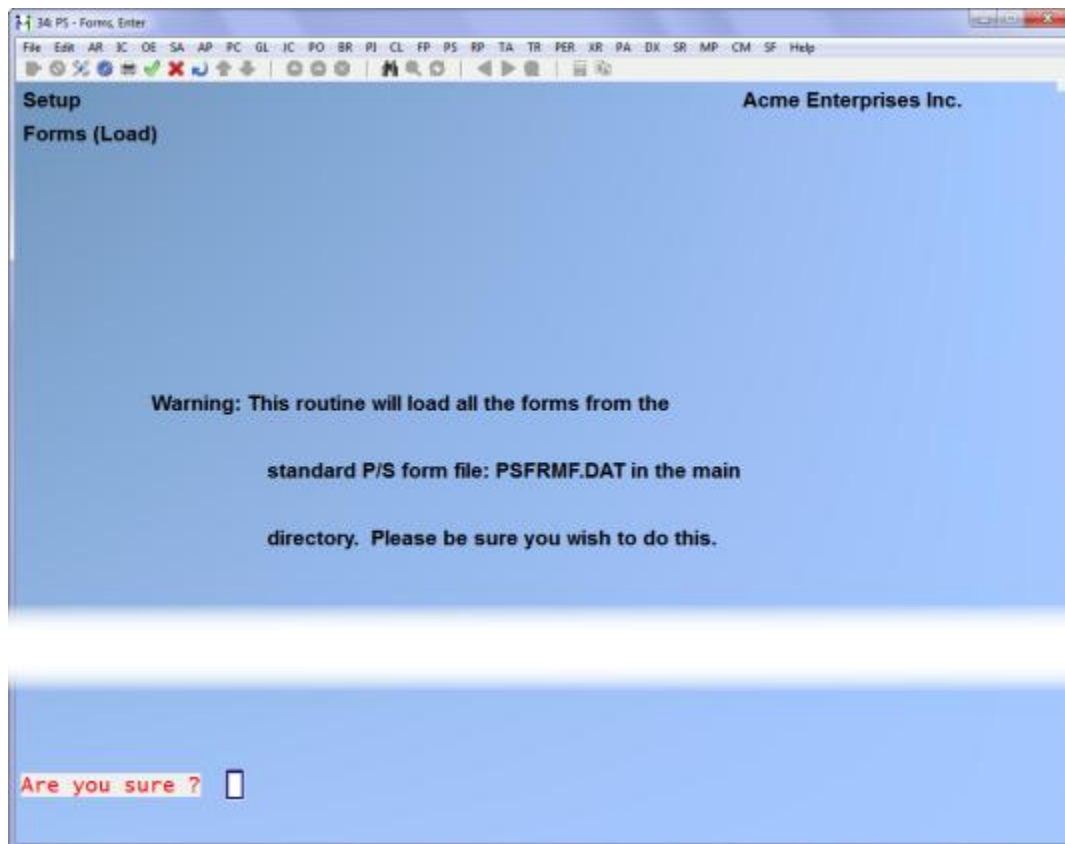 34: PS - Forms, Enter
File Edit AR IC OE SA AP PC GL JC PO BR PJ CL FP PS RP TA TR PER XR PA DX SR MP CM SF Help
Setup Acme Enterprises Inc.
Forms (Load)
Warning: This routine will load all the forms from the
standard P/S form file: PSFRMF.DAT in the main
directory. Please be sure you wish to do this.
Are you sure ?